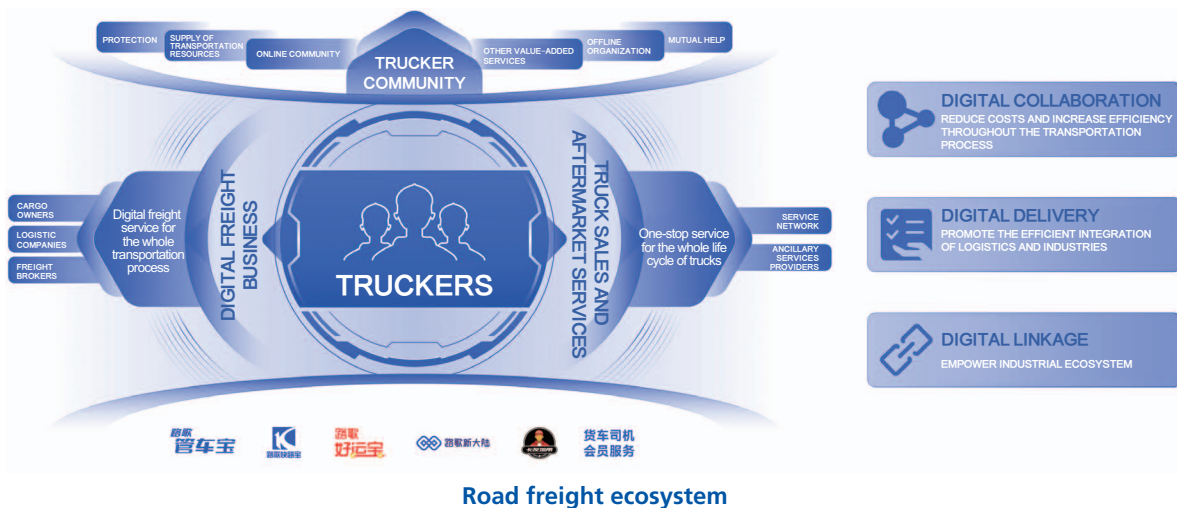 PROTECTION
SUPPLY OF
TRANSPORTATION
RESOURCES
ONLINE COMMUNITY
TRUCKER
COMMUNITY
OTHER VALUE-ADDED
SERVICES
OFFLINE
ORGANIZATION
MUTUAL HELP
CARGO
OWNERS
LOGISTIC
COMPANIES
FREIGHT
BROKERS
Digital freight
service for
the whole
transportation
process
DIGITAL FREIGHT
BUSINESS
TRUCKERS
TRUCK SALES AND
AFTERMARKET SERVICES
One-stop service
for the whole life
cycle of trucks
SERVICE
NETWORK
ANCILLARY
SERVICES
PROVIDERS
DIGITAL COLLABORATION
REDUCE COSTS AND INCREASE EFFICIENCY
THROUGHOUT THE TRANSPORTATION
PROCESS
DIGITAL DELIVERY
PROMOTE THE EFFICIENT INTEGRATION
OF LOGISTICS AND INDUSTRIES
DIGITAL LINKAGE
EMPOWER INDUSTRIAL ECOSYSTEM
路歌
管车宝
路歌
好运宝
路歌新大陆
货车司机
会员服务
Road freight ecosystem